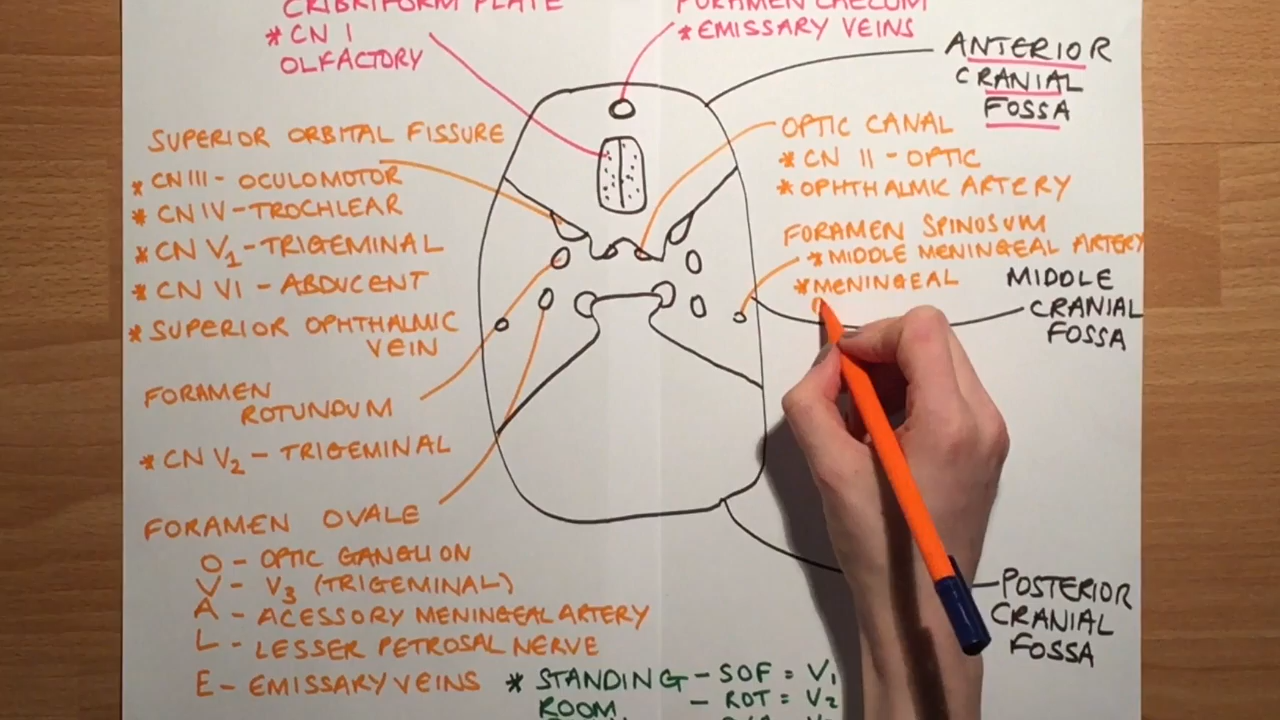 CRIBRIFORM PLATE
* CN I
OLFACTORY
FORAMEN CAECUM
* EMISSARY VEINS
ANTERIOR
CRANIAL
FOSSA
SUPERIOR ORBITAL FISSURE
* CN III - OCULOMOTOR
* CN IV - TROCHLEAR
* CN V1 - TRIGEMINAL
* CN VI - ABDUCENT
* SUPERIOR OPHTHALMIC
VEIN
FORAMEN
ROTUNDUM
* CN V2 - TRIGEMINAL
FORAMEN OVALE
O - OPTIC GANGLION
V - V3 (TRIGEMINAL)
A - ACESSORY MENINGEAL ARTERY
L - LESSER PETROSAL NERVE
E - EMISSARY VEINS
OPTIC CANAL
* CN II - OPTIC
* OPHTHALMIC ARTERY
FORAMEN SPINOSUM
* MIDDLE MENINGEAL ARTERY
* MENINGEAL
MIDDLE
CRANIAL
FOSSA
POSTERIOR
CRANIAL
FOSSA
* STANDING - SOF = V1
ROOM - ROT = V2